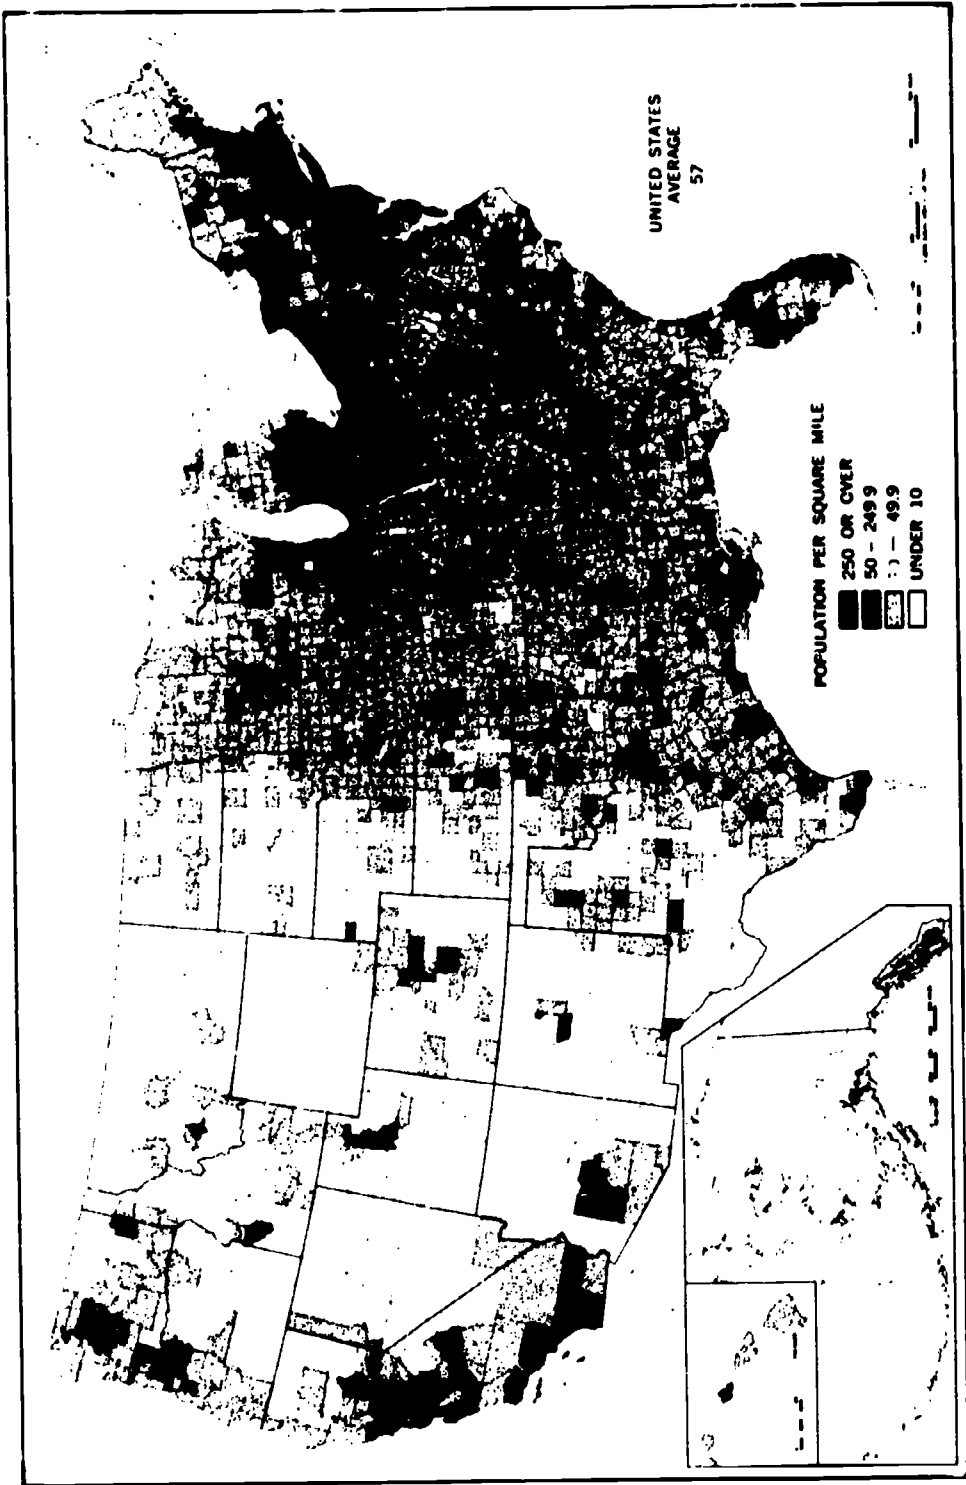 UNITED STATES
AVERAGE
57
POPULATION PER SQUARE MILE
250 OR OVER
50 - 249 9
— 49.9
UNDER 10